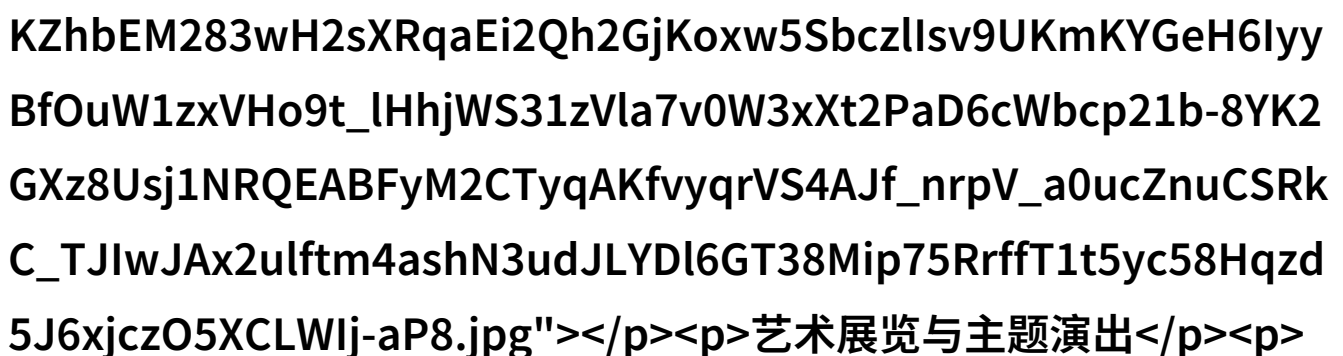 KZhbEM283wH2sXRqaEi2Qh2GjKoxw5SbczlIsv9UKmKYGeH6Iyy
BfOuW1zxVHo9t_lHhjWS31zVla7v0W3xXt2PaD6cWbcp21b-8YK2
GXz8Usj1NRQEABFyM2CTyqAKfvyqrVS4AJf_nrpV_a0ucZnuCSRk
C_TJIwJAx2ulftm4ashN3udJLYDl6GT38Mip75RrffT1t5yc58Hqzd
5J6xjczO5XCLWIj-aP8.jpg"></p><p>艺术展览与主题演出</p><p>